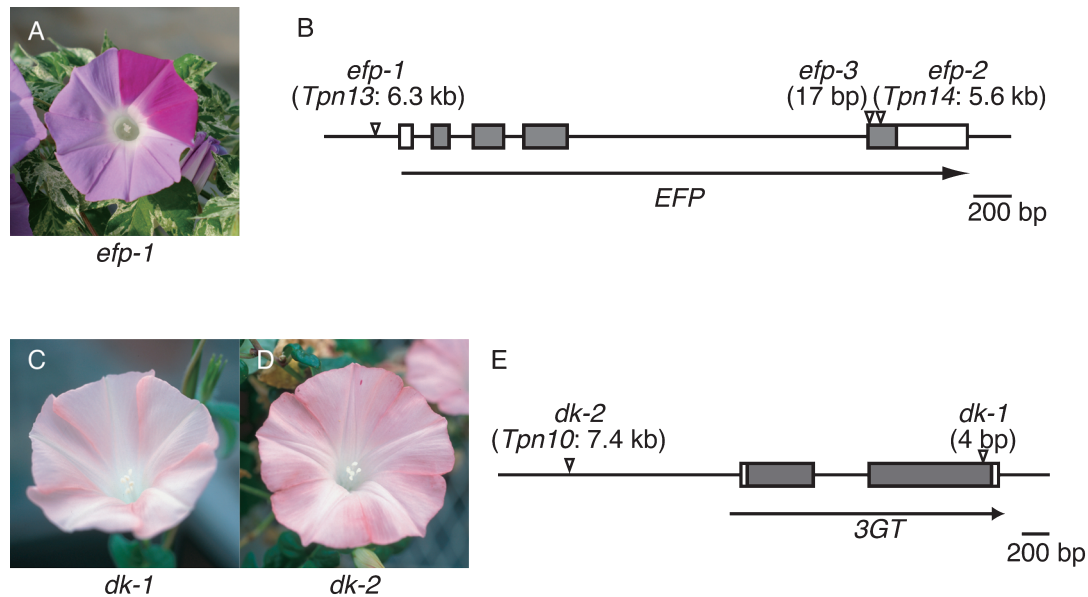 A
B
efp-1
(Tpn13: 6.3 kb)
efp-3
(17 bp)
efp-2
(Tpn14: 5.6 kb)
EFP
200 bp
efp-1
C
D
E
dk-2
(Tpn10: 7.4 kb)
dk-1
(4 bp)
3GT
200 bp
dk-1
dk-2